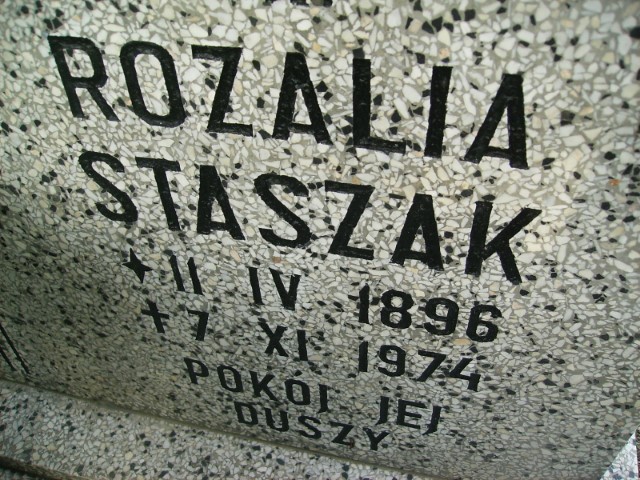 ROZALIA
STASZAK
★ 11 IV 1896
✝ 7 XI 1974
POKÓJ JEJ
DUSZY